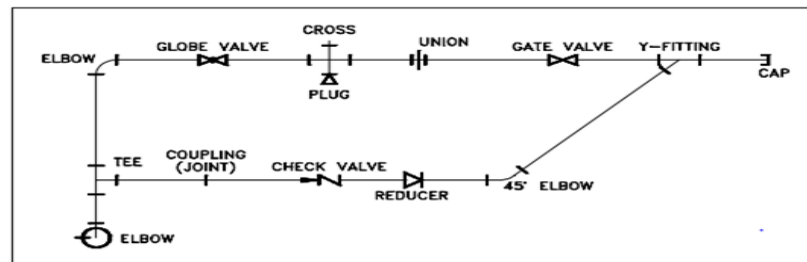 CROSS
GLOBE VALVE
UNION
GATE VALVE
Y-FITTING
ELBOW
PLUG
CAP
TEE
COUPLING
(JOINT)
CHECK VALVE
REDUCER
45° ELBOW
ELBOW